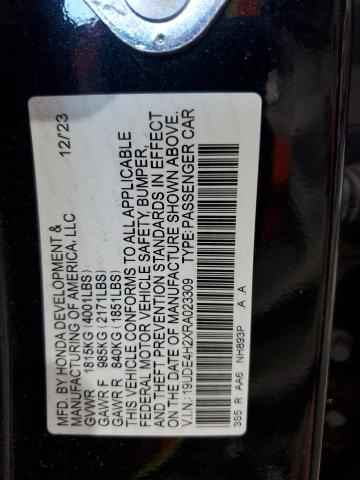 MFD. BY HONDA DEVELOPMENT &
MANUFACTURING OF AMERICA, LLC 12/23
GVWR 1815KG (4001LBS)
GAWR F 985KG (2171LBS)
GAWR R 840KG (1851LBS)
THIS VEHICLE CONFORMS TO ALL APPLICABLE
FEDERAL MOTOR VEHICLE SAFETY, BUMPER,
AND THEFT PREVENTION STANDARDS IN EFFECT
ON THE DATE OF MANUFACTURE SHOWN ABOVE.
V.I.N.: 19UDE4H2XRA023309 TYPE: PASSENGER CAR
3S5 R AA6 NH893P A A